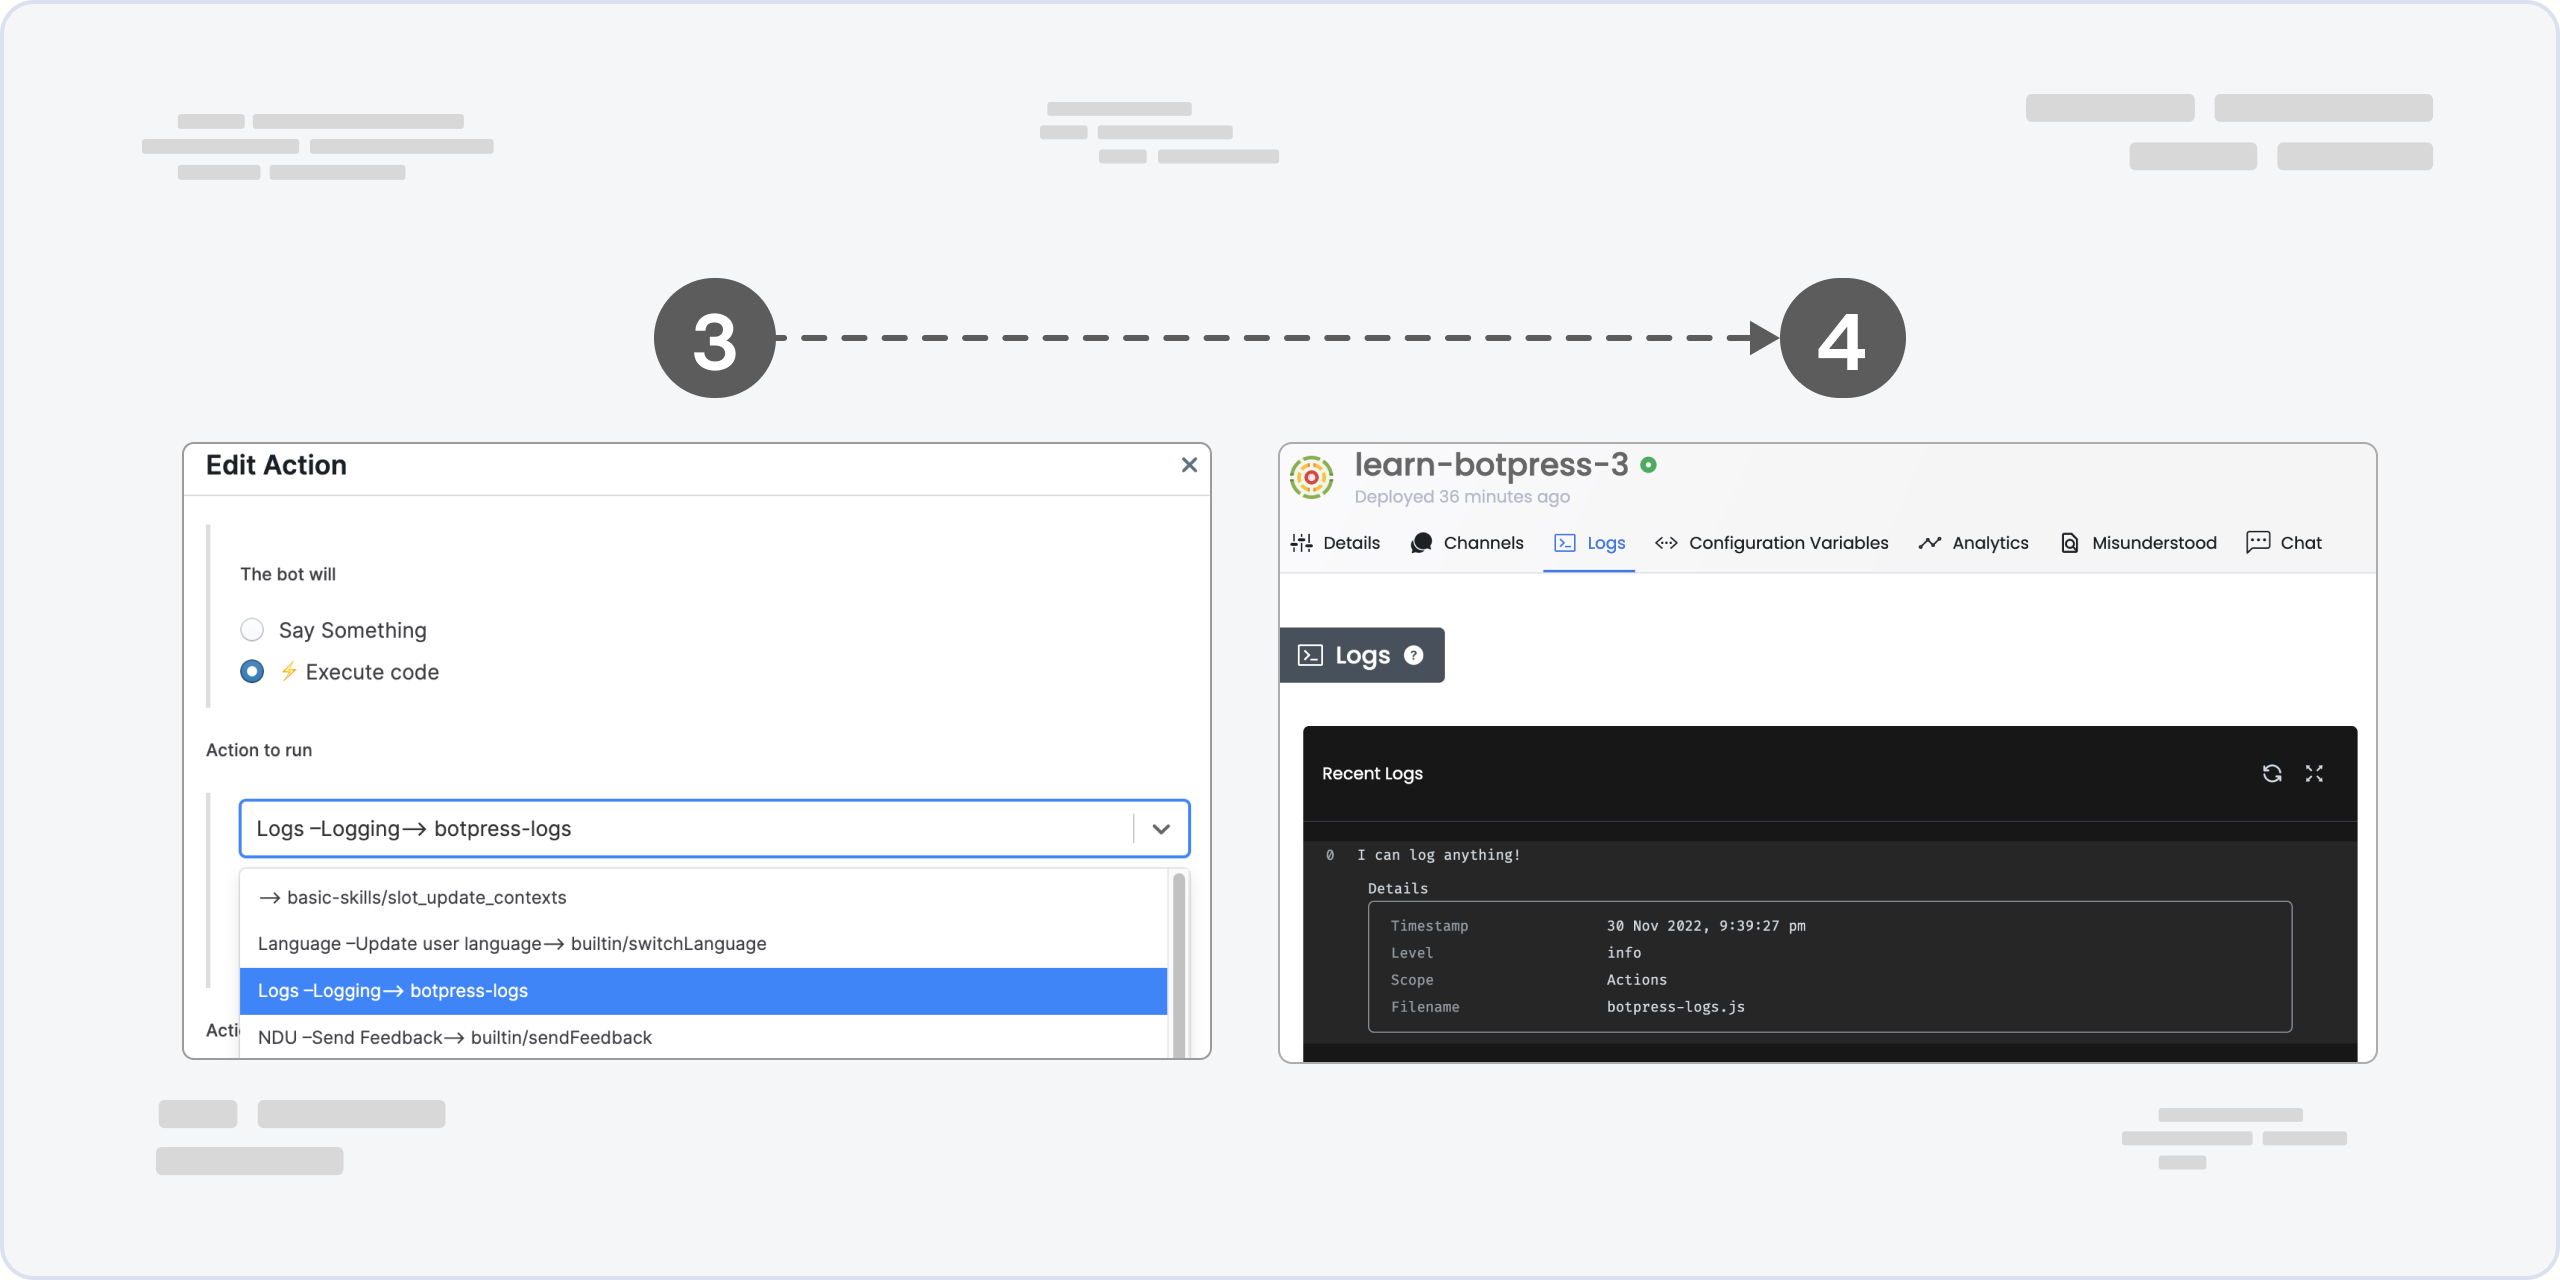 3
4
Edit Action
The bot will
Say Something
⚡ Execute code
Action to run
Logs –Logging→ botpress-logs
→ basic-skills/slot_update_contexts
Language –Update user language→ builtin/switchLanguage
Logs –Logging→ botpress-logs
NDU –Send Feedback→ builtin/sendFeedback
learn-botpress-3
Deployed 36 minutes ago
Details Channels Logs Configuration Variables Analytics Misunderstood Chat
Logs ?
Recent Logs
0 I can log anything!
Details
Timestamp 30 Nov 2022, 9:39:27 pm
Level info
Scope Actions
Filename botpress-logs.js